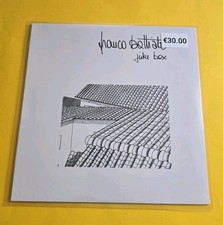 franco battiato
€30.00
juke box